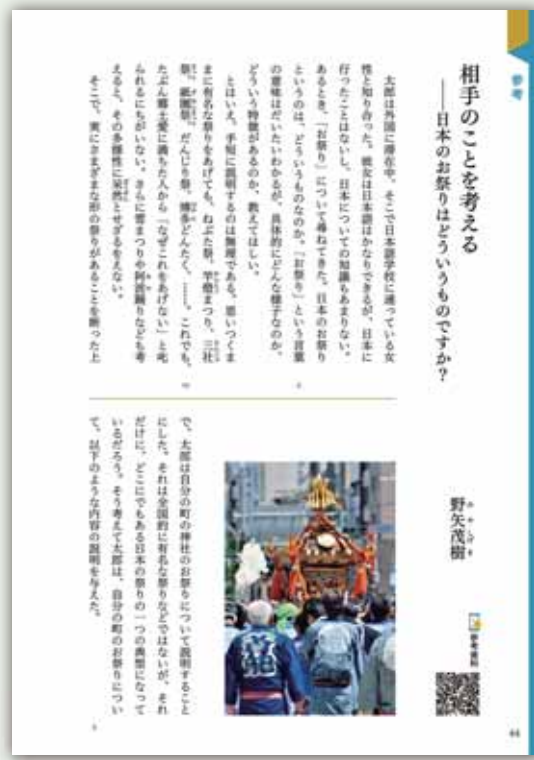 参考
相手のことを考える
――日本のお祭りはどういうものですか？
野矢茂樹
のやしげき
参考資料
太郎は外国に滞在中、そこで日本語学校に通っている女
性と知り合った。彼女は日本語はかなりできるが、日本に
行ったことはないし、日本についての知識もあまりない。
あるとき、「お祭り」について尋ねてきた。日本のお祭り
というのは、どういうものなのか。「お祭り」という言葉
の意味はだいたいわかるが、具体的にどんな様子なのか、
どういう特徴があるのか、教えてほしい。
とはいえ、手短に説明するのは無理である。思いつくま
まに有名な祭りをあげても、ねぶた祭、竿燈まつり、三社
祭、祇園祭、だんじり祭、博多どんたく、……。これでも、
たぶん郷土愛に満ちた人から「なぜこれをあげない」と叱
られるにちがいない。さらに雪まつりや阿波踊りなども考
えると、その多様性に呆然とせざるをえない。
そこで、実にさまざまな形の祭りがあることを断った上
5
10
で、太郎は自分の町の神社のお祭りについて説明すること
にした。それは全国的に有名な祭りなどではないが、それ
だけに、どこにでもある日本の祭りの一つの典型になって
いるだろう。そう考えて太郎は、自分の町のお祭りについ
て、以下のような内容の説明を与えた。
5
44